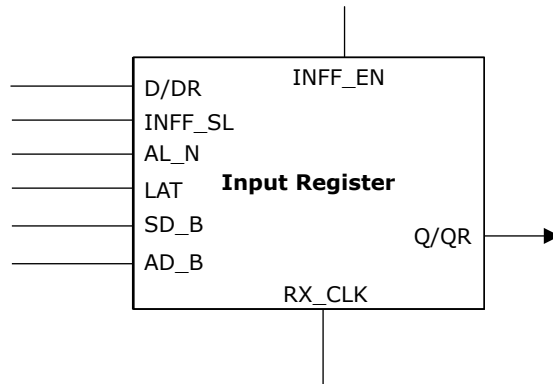 INFF_EN
D/DR
INFF_SL
AL_N
LAT
Input Register
SD_B
Q/QR
AD_B
RX_CLK